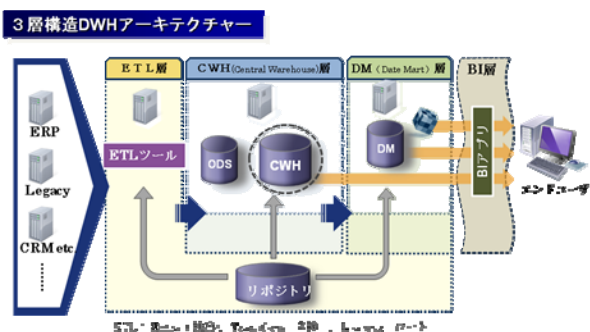 3層構造DWHアーキテクチャー
ETL層
CWH(Central Warehouse)層
DM(Date Mart)層
BI層
ERP
Legacy
CRM etc.
ETLツール
ODS
CWH
DM
BIアプリ
エンドユーザ
リポジトリ